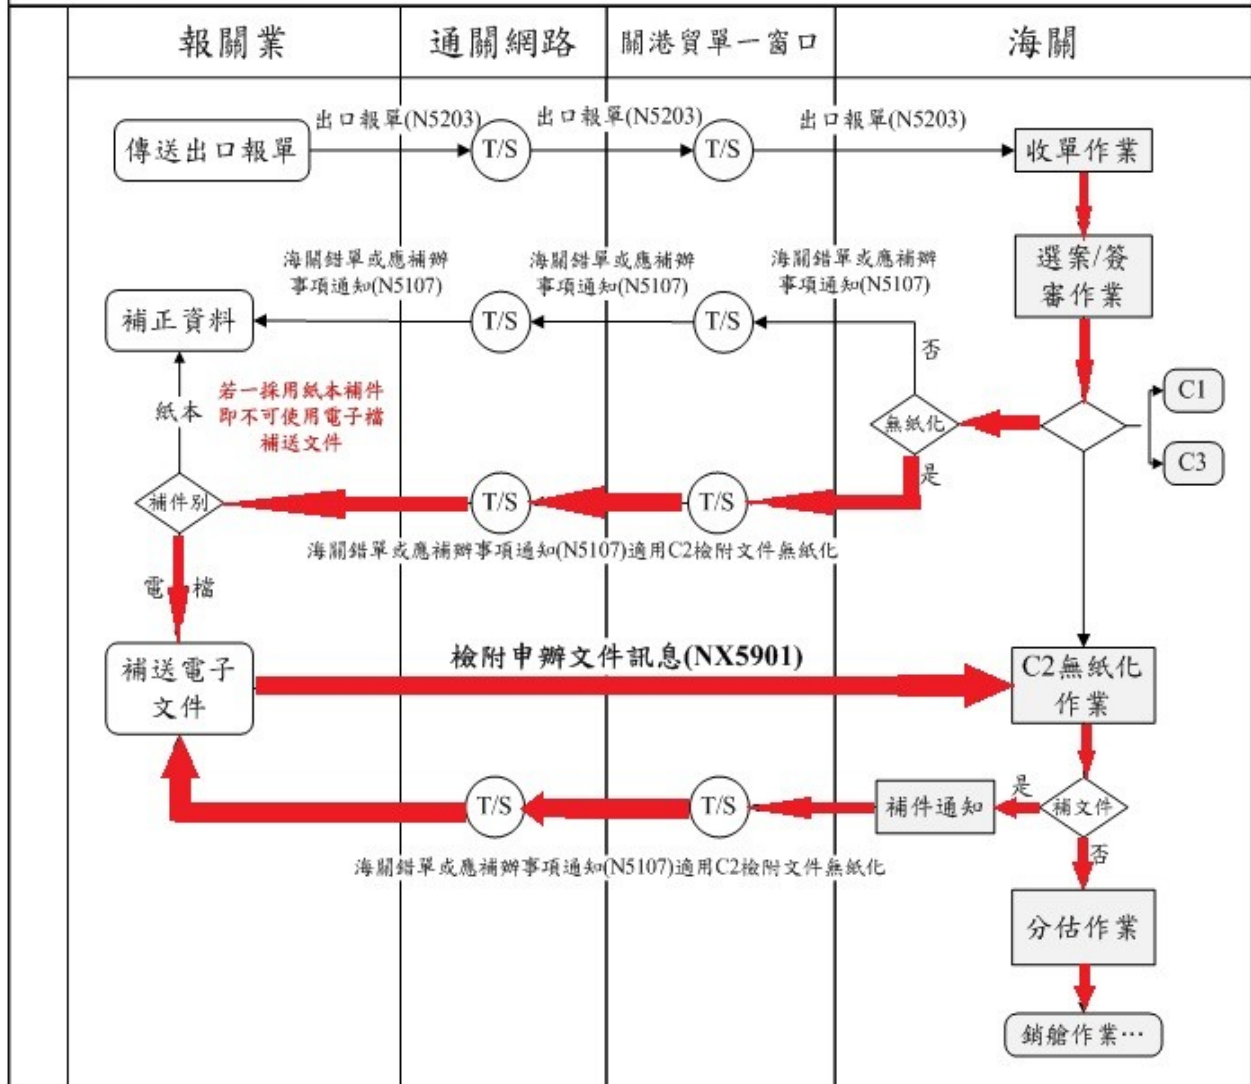 報關業
通關網路
關港貿單一窗口
海關
出口報單(N5203)
出口報單(N5203)
出口報單(N5203)
傳送出口報單
T/S
T/S
收單作業
選案/簽
審作業
海關錯單或應補辦
事項通知(N5107)
海關錯單或應補辦
事項通知(N5107)
海關錯單或應補辦
事項通知(N5107)
補正資料
T/S
T/S
否
C1
C3
紙本
若一採用紙本補件
即不可使用電子檔
補送文件
無紙化
是
補件別
T/S
T/S
海關錯單或應補辦事項通知(N5107)適用C2檢附文件無紙化
電 檔
檢附申辦文件訊息(NX5901)
補送電子
文件
C2無紙化
作業
T/S
T/S
補件通知
是
補文件
否
海關錯單或應補辦事項通知(N5107)適用C2檢附文件無紙化
分估作業
銷艙作業…